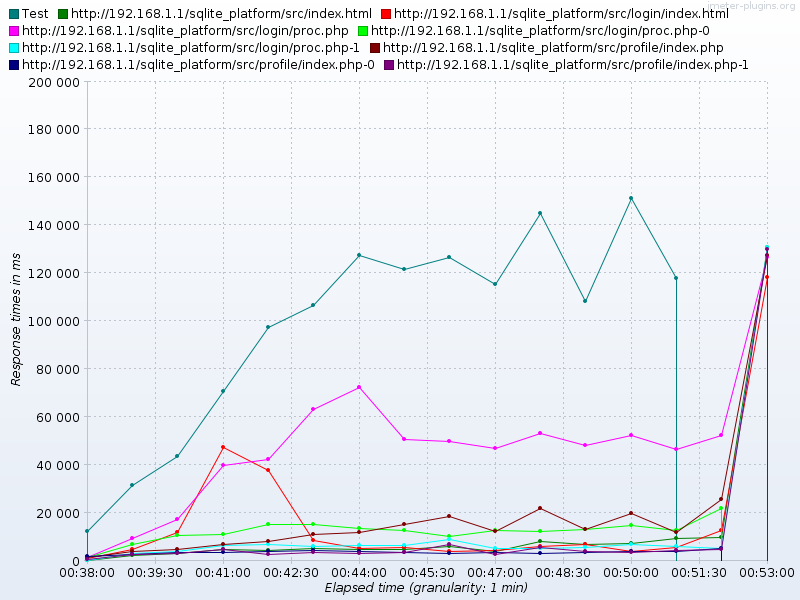 jmeter-plugins.org
Test http://192.168.1.1/sqlite_platform/src/index.html http://192.168.1.1/sqlite_platform/src/login/index.html
http://192.168.1.1/sqlite_platform/src/login/proc.php http://192.168.1.1/sqlite_platform/src/login/proc.php-0
http://192.168.1.1/sqlite_platform/src/login/proc.php-1 http://192.168.1.1/sqlite_platform/src/profile/index.php
http://192.168.1.1/sqlite_platform/src/profile/index.php-0 http://192.168.1.1/sqlite_platform/src/profile/index.php-1
200 000
180 000
160 000
140 000
120 000
100 000
80 000
60 000
40 000
20 000
0
Response times in ms
00:38:00 00:39:30 00:41:00 00:42:30 00:44:00 00:45:30 00:47:00 00:48:30 00:50:00 00:51:30 00:53:00
Elapsed time (granularity: 1 min)